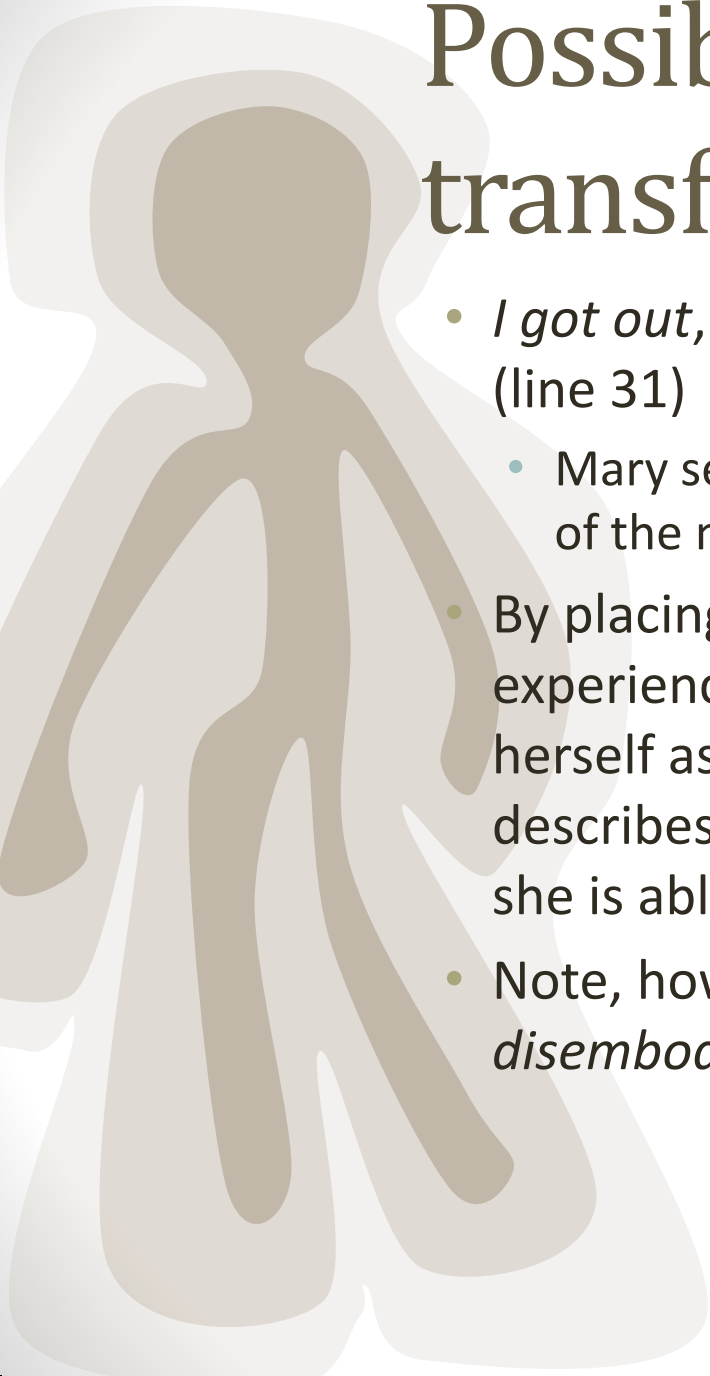 Possib
transf
• I got out,
(line 31)
• Mary se
of the r
• By placing
experienc
herself as
describes
she is abl
• Note, how
disemboc